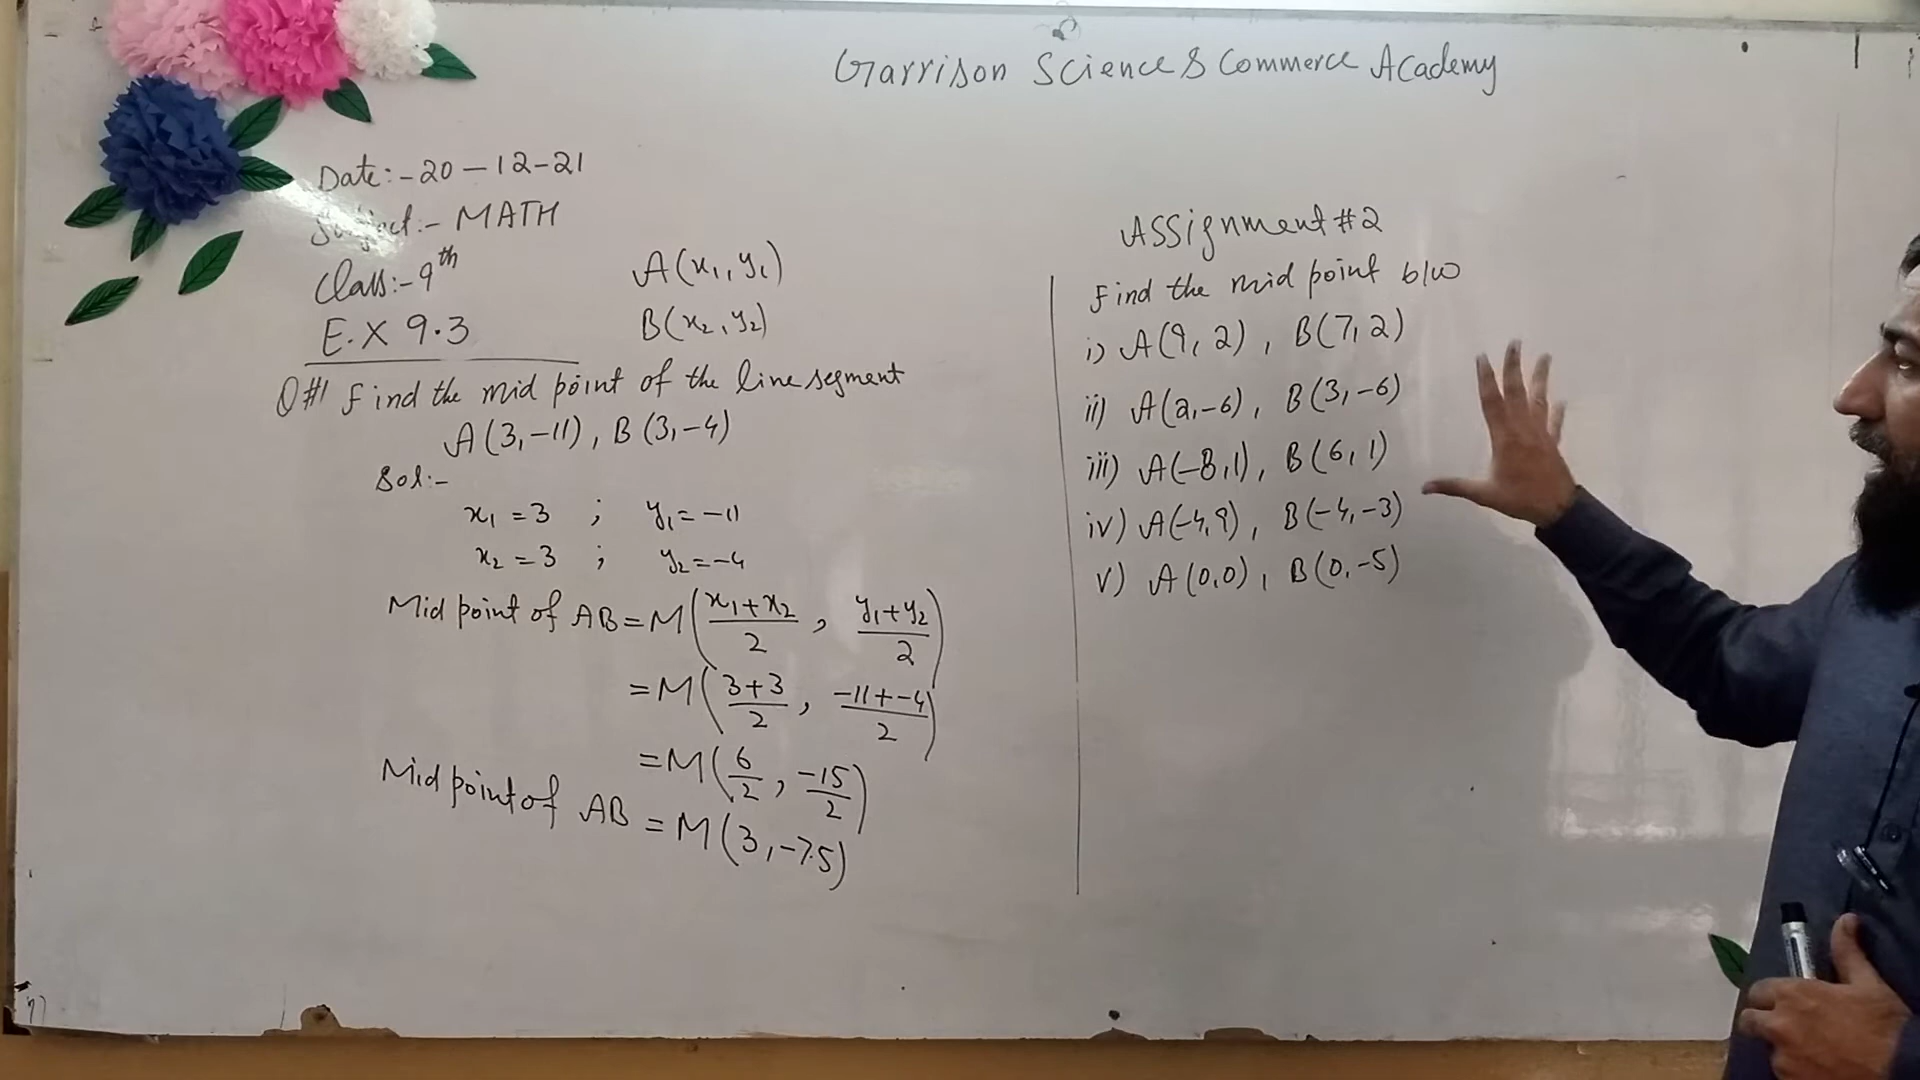 Garrison Science & Commerce Academy
Date:- 20-12-21
Subject:- MATH
Class:- 9th
E.X 9.3
A(x₁, y₁)
B(x₂, y₂)
Q#1 Find the mid point of the line segment
A(3,-11), B(3,-4)
Sol:-
x₁ = 3 ; y₁ = -11
x₂ = 3 ; y₂ = -4
Mid point of AB = M((x₁+x₂)/2 , (y₁+y₂)/2)
= M((3+3)/2 , (-11+-4)/2)
= M(6/2 , -15/2)
Mid point of AB = M(3, -7.5)
Assignment #2
Find the mid point b/w
i) A(9, 2), B(7, 2)
ii) A(2,-6), B(3,-6)
iii) A(-8,1), B(6,1)
iv) A(-4,9), B(-4,-3)
v) A(0,0), B(0,-5)